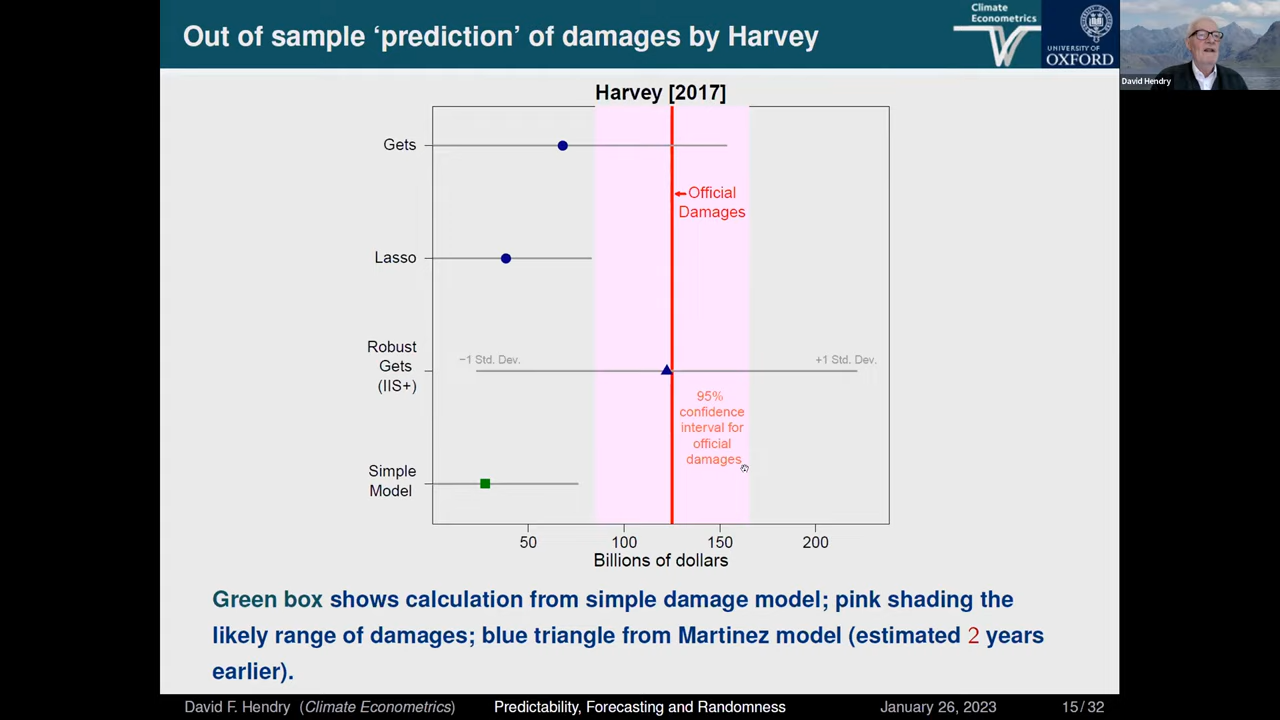 Out of sample ‘prediction’ of damages by Harvey
Climate
Econometrics
UNIVERSITY OF
OXFORD
David Hendry
Harvey [2017]
Gets
Official
Damages
Lasso
Robust
Gets
(IIS+)
−1 Std. Dev.
+1 Std. Dev.
95%
confidence
interval for
official
damages
Simple
Model
50 100 150 200
Billions of dollars
Green box shows calculation from simple damage model; pink shading the
likely range of damages; blue triangle from Martinez model (estimated 2 years
earlier).
David F. Hendry (Climate Econometrics) Predictability, Forecasting and Randomness January 26, 2023 15 / 32